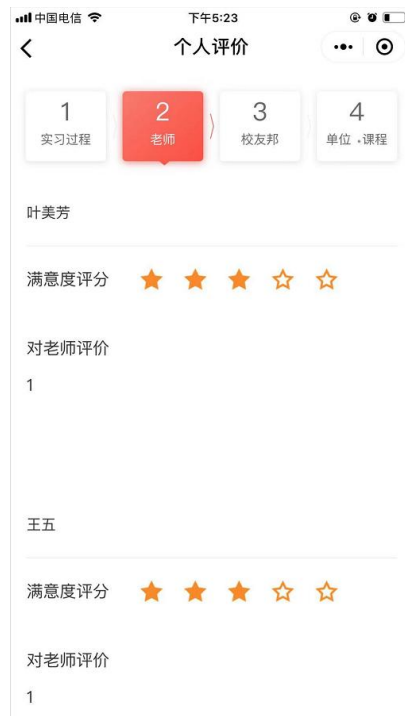 中国电信 下午5:23
个人评价
1 2 3 4
实习过程 老师 校友邦 单位 •课程
叶美芳
满意度评分
对老师评价
1
王五
满意度评分
对老师评价
1